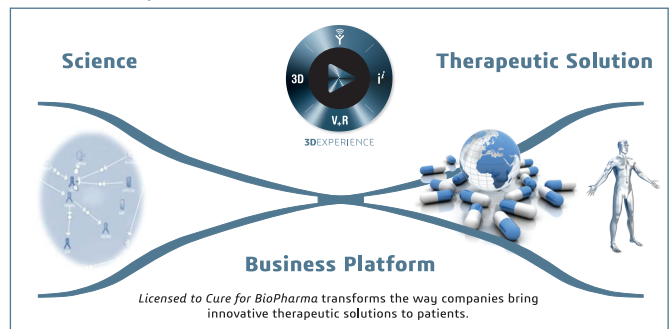 Science
Therapeutic Solution
3D
i
V+R
3DEXPERIENCE
Business Platform
Licensed to Cure for BioPharma transforms the way companies bring
innovative therapeutic solutions to patients.